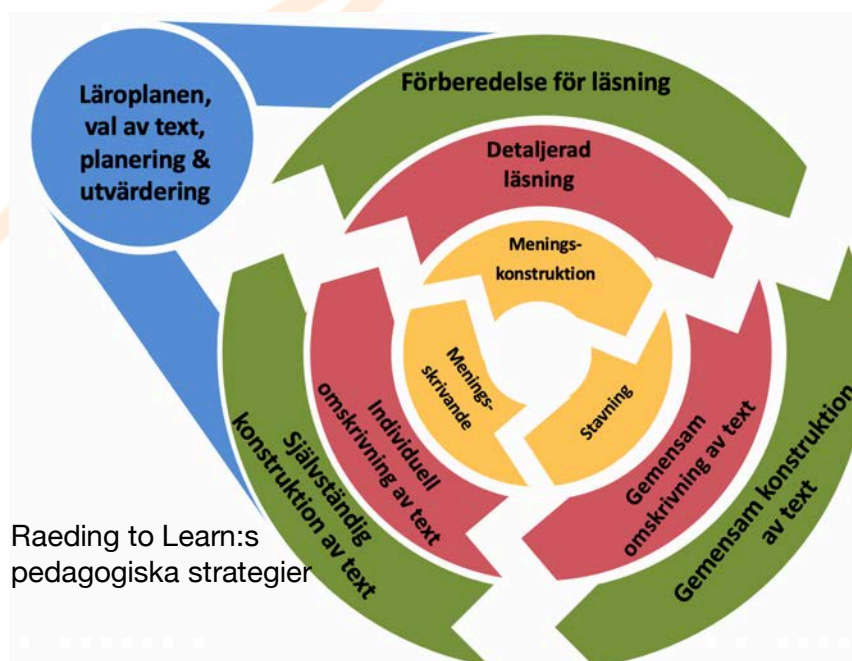 Läroplanen,
val av text,
planering &
utvärdering
Förberedelse för läsning
Detaljerad
läsning
Menings-
konstruktion
Menings-
skrivande
Stavning
Individuell
omskrivning av text
Gemensam
omskrivning av text
Självständig
konstruktion av text
Gemensam konstruktion
av text
Raeding to Learn:s
pedagogiska strategier